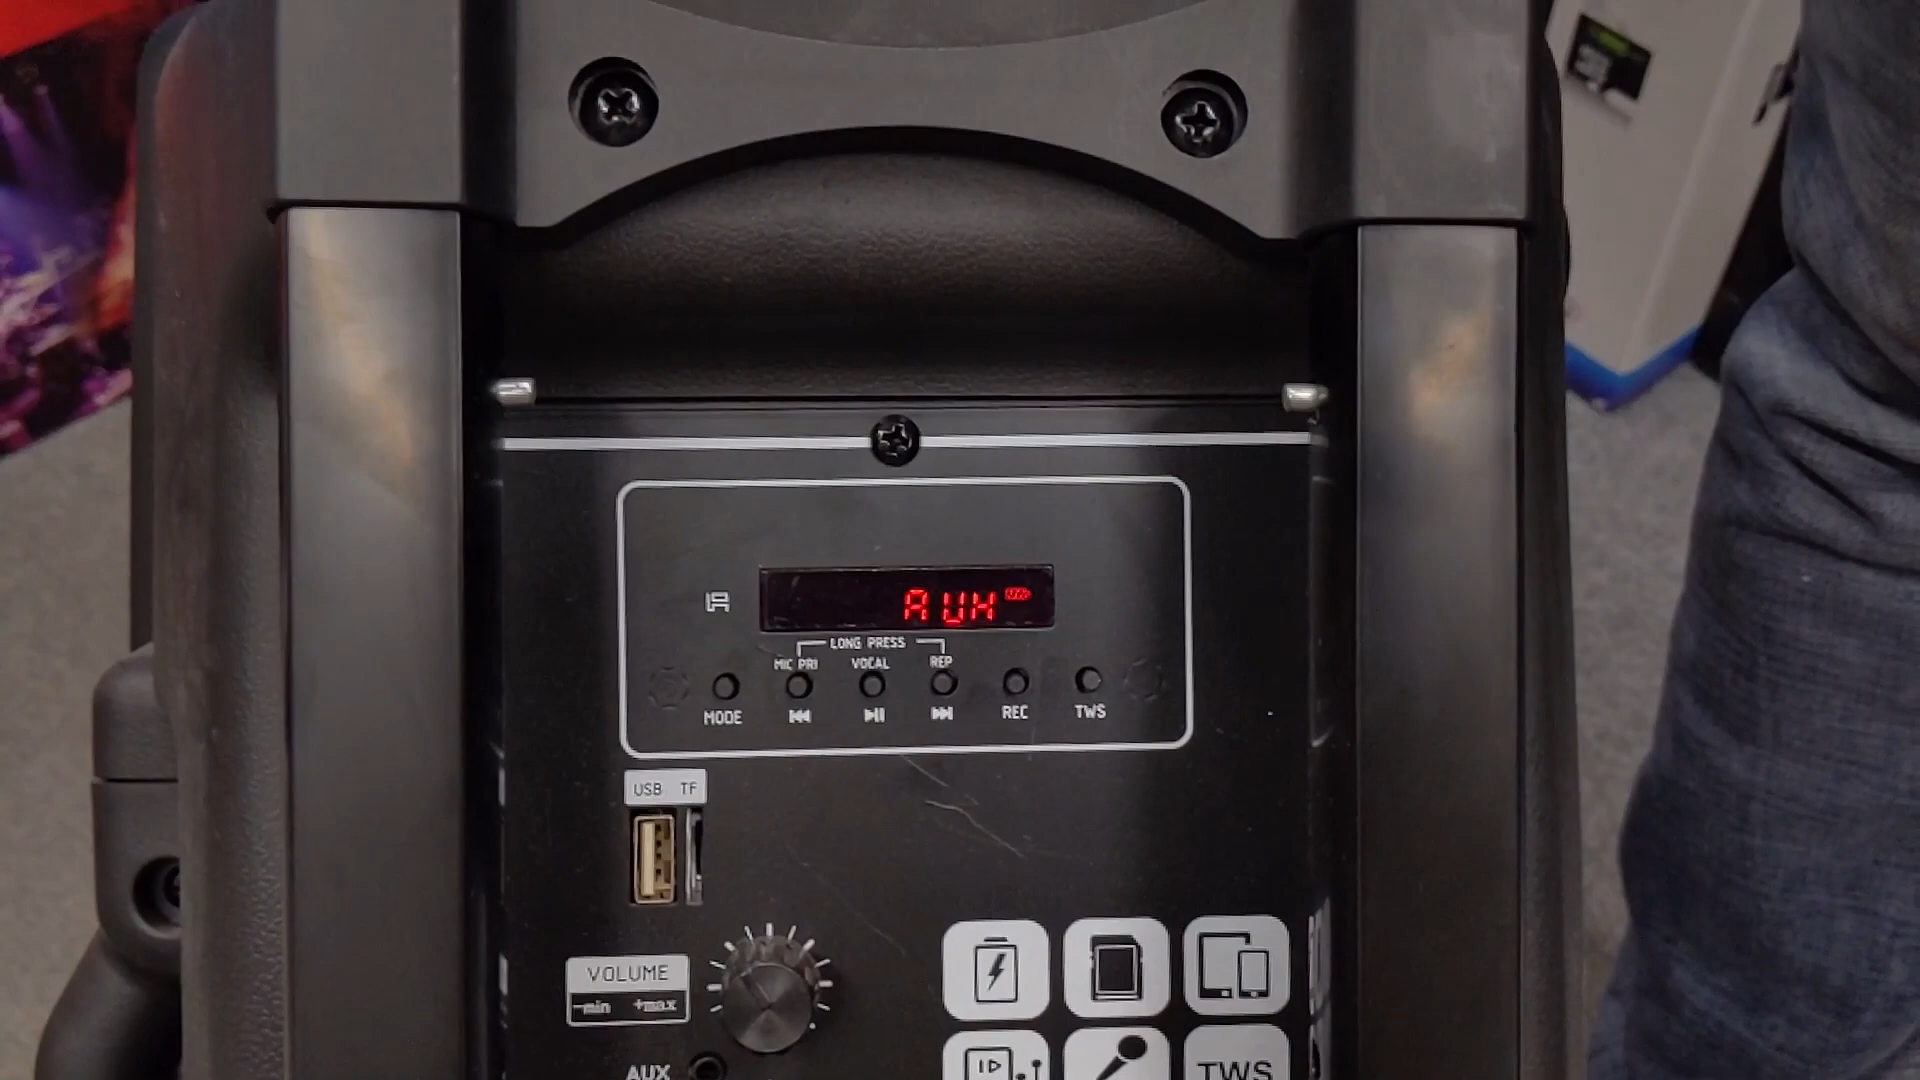 AUX
LONG PRESS
MIC PRI VOCAL REP
MODE REC TWS
USB TF
VOLUME
-min +max
AUX
TWS